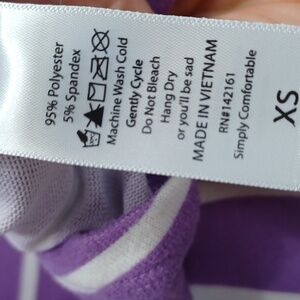 95% Polyester
5% Spandex
Machine Wash Cold
Gently Cycle
Do Not Bleach
Hang Dry
or you'll be sad
MADE IN VIETNAM
RN#142161
Simply Comfortable
XS